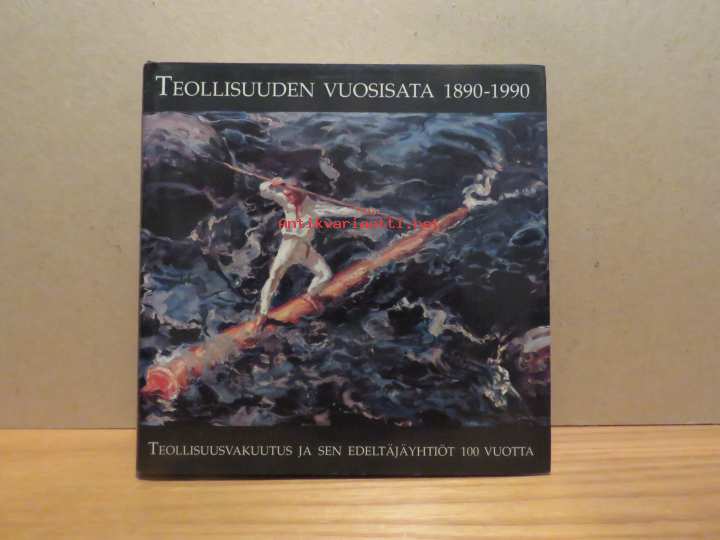 TEOLLISUUDEN VUOSISATA 1890-1990
antikvariaatti.net
TEOLLISUUSVAKUUTUS JA SEN EDELTÄJÄYHTIÖT 100 VUOTTA